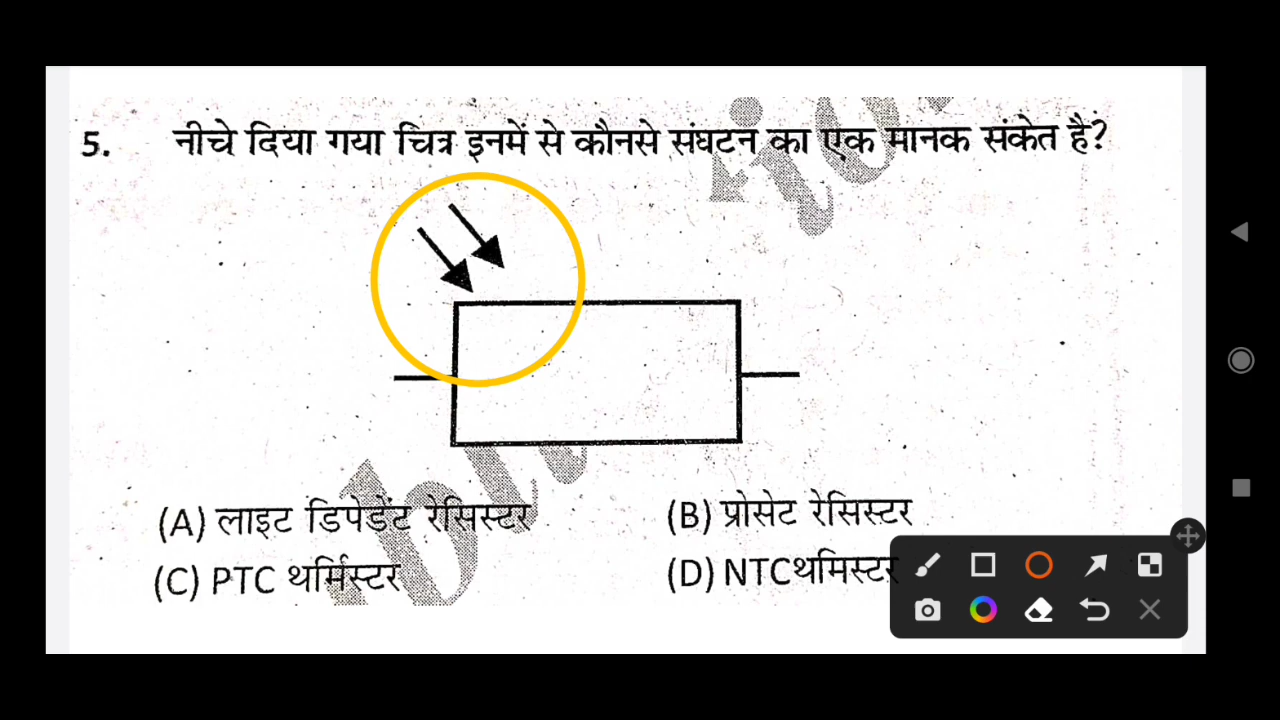 5. नीचे दिया गया चित्र इनमें से कौनसे संघटन का एक मानक संकेत है?
(A) लाइट डिपेडेंट रेसिस्टर (B) प्रोसेट रेसिस्टर
(C) PTC थर्मिस्टर (D) NTCथमिस्टर